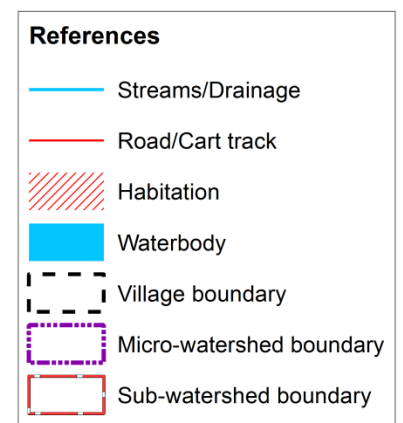 References
Streams/Drainage
Road/Cart track
Habitation
Waterbody
Village boundary
Micro-watershed boundary
Sub-watershed boundary